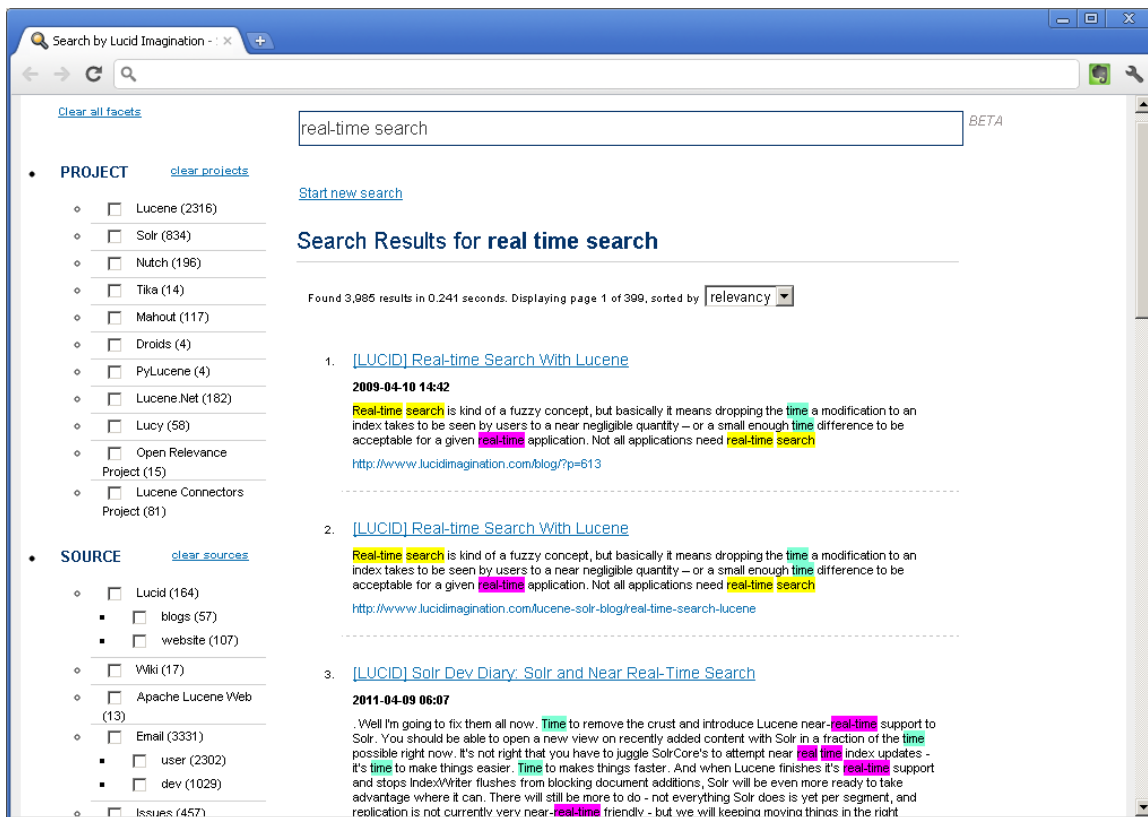 Search by Lucid Imagination - :
Clear all facets
real-time search
BETA
PROJECT clear projects
Lucene (2316)
Solr (834)
Nutch (196)
Tika (14)
Mahout (117)
Droids (4)
PyLucene (4)
Lucene.Net (182)
Lucy (58)
Open Relevance
Project (15)
Lucene Connectors
Project (81)
SOURCE clear sources
Lucid (164)
blogs (57)
website (107)
Wiki (17)
Apache Lucene Web
(13)
Email (3331)
user (2302)
dev (1029)
Issues (457)
Start new search
Search Results for real time search
Found 3,985 results in 0.241 seconds. Displaying page 1 of 399, sorted by relevancy
1. [LUCID] Real-time Search With Lucene
2009-04-10 14:42
Real-time search is kind of a fuzzy concept, but basically it means dropping the time a modification to an
index takes to be seen by users to a near negligible quantity – or a small enough time difference to be
acceptable for a given real-time application. Not all applications need real-time search
http://www.lucidimagination.com/blog/?p=613
2. [LUCID] Real-time Search With Lucene
Real-time search is kind of a fuzzy concept, but basically it means dropping the time a modification to an
index takes to be seen by users to a near negligible quantity – or a small enough time difference to be
acceptable for a given real-time application. Not all applications need real-time search
http://www.lucidimagination.com/lucene-solr-blog/real-time-search-lucene
3. [LUCID] Solr Dev Diary: Solr and Near Real-Time Search
2011-04-09 06:07
. Well I'm going to fix them all now. Time to remove the crust and introduce Lucene near-real-time support to
Solr. You should be able to open a new view on recently added content with Solr in a fraction of the time
possible right now. It's not right that you have to juggle SolrCore's to attempt near real time index updates -
it's time to make things easier. Time to makes things faster. And when Lucene finishes it's real-time support
and stops IndexWriter flushes from blocking document additions, Solr will be even more ready to take
advantage where it can. There will still be more to do - not everything Solr does is yet per segment, and
replication is not currently very near-real-time friendly - but we will keeping moving things in the right